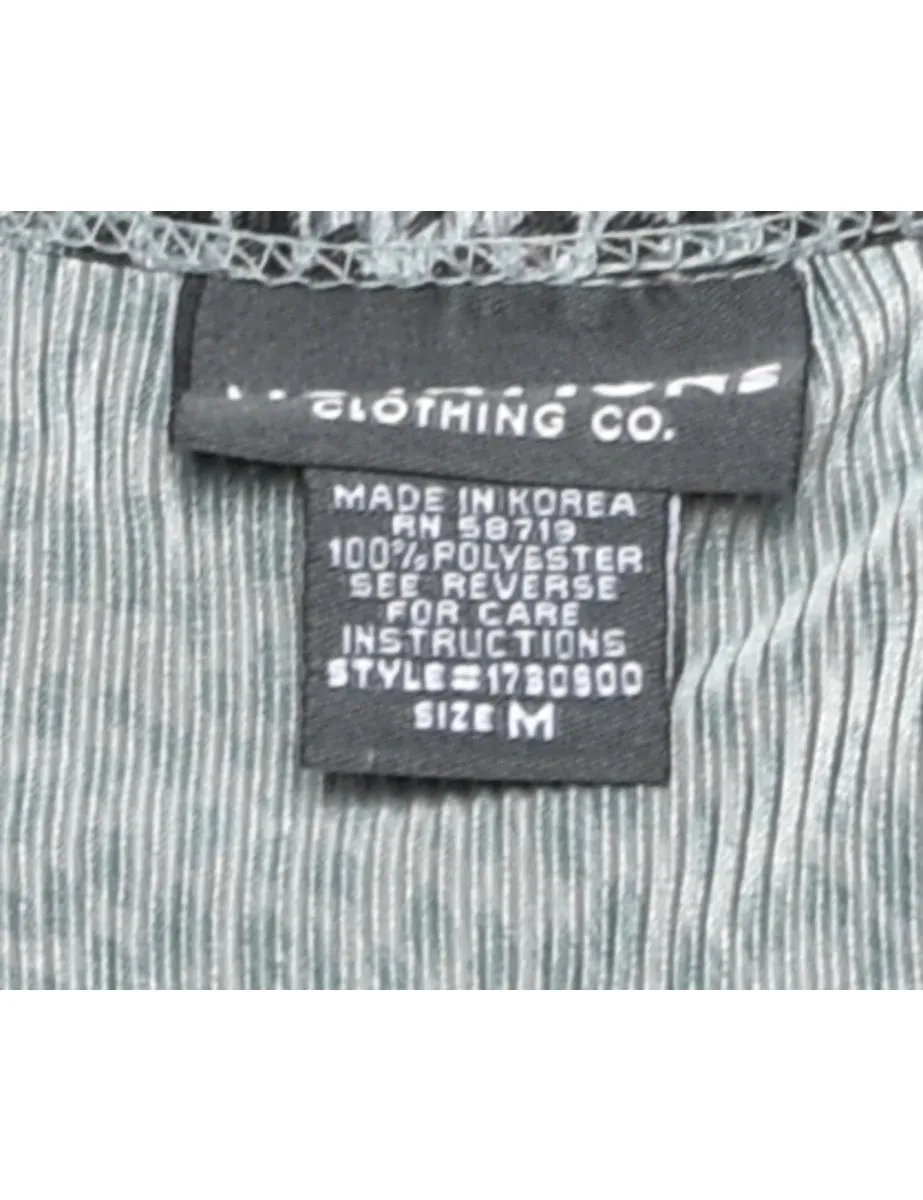 CLOTHING CO.
MADE IN KOREA
RN 58719
100% POLYESTER
SEE REVERSE
FOR CARE
INSTRUCTIONS
STYLE=1730900
SIZE M